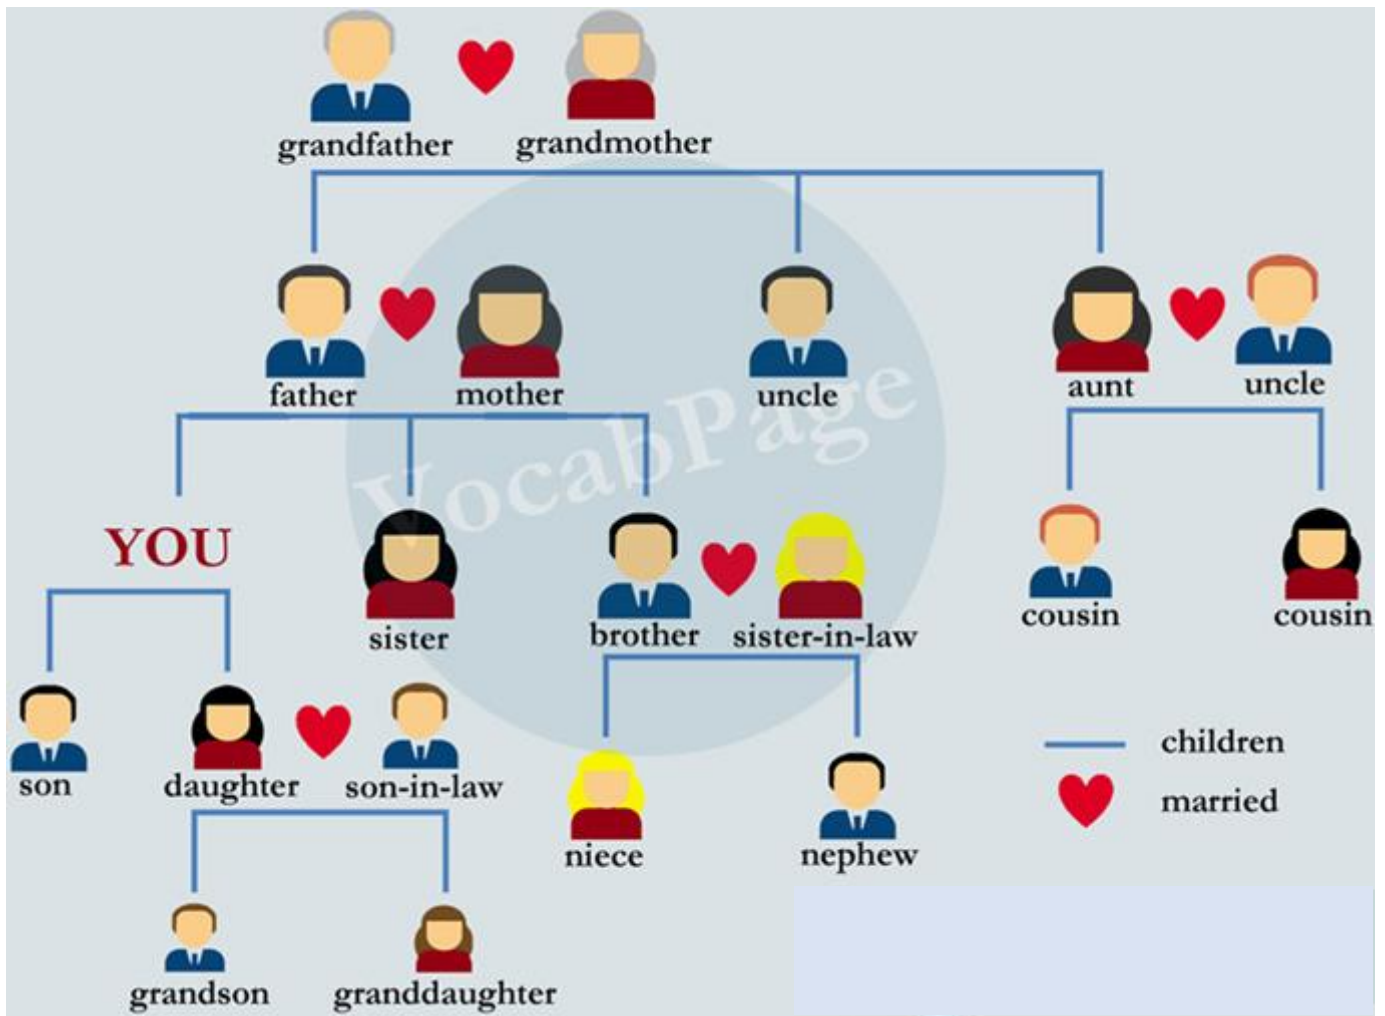 grandfather
grandmother
father
mother
uncle
aunt
uncle
VocabPage
YOU
sister
brother
sister-in-law
cousin
cousin
son
daughter
son-in-law
niece
nephew
children
married
grandson
granddaughter